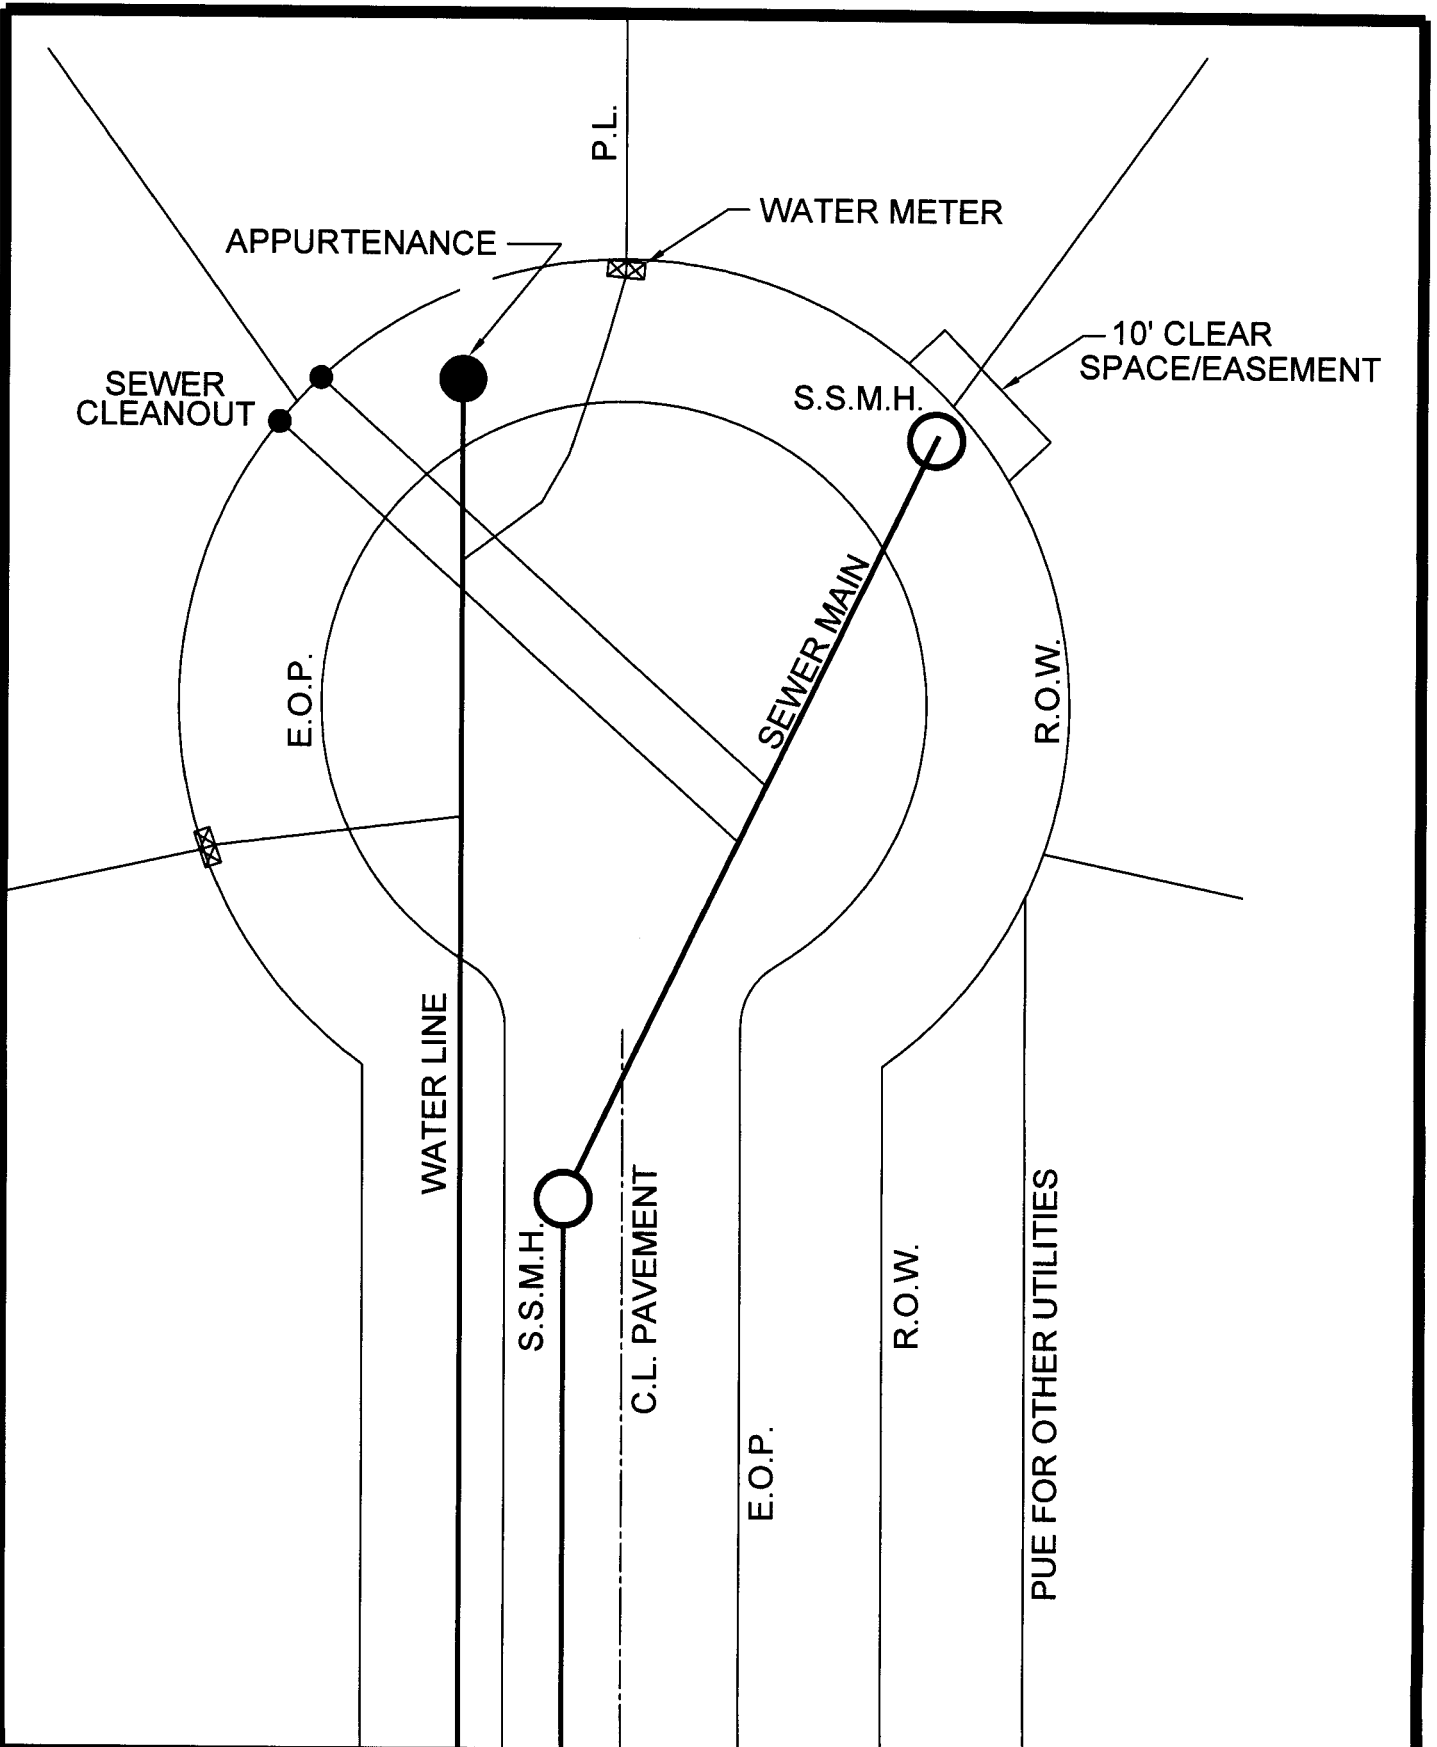 P.L.
WATER METER
APPURTENANCE
10' CLEAR
SPACE/EASEMENT
SEWER
CLEANOUT
S.S.M.H.
SEWER MAIN
E.O.P.
R.O.W.
WATER LINE
S.S.M.H.
C.L. PAVEMENT
R.O.W.
PUE FOR OTHER UTILITIES
E.O.P.